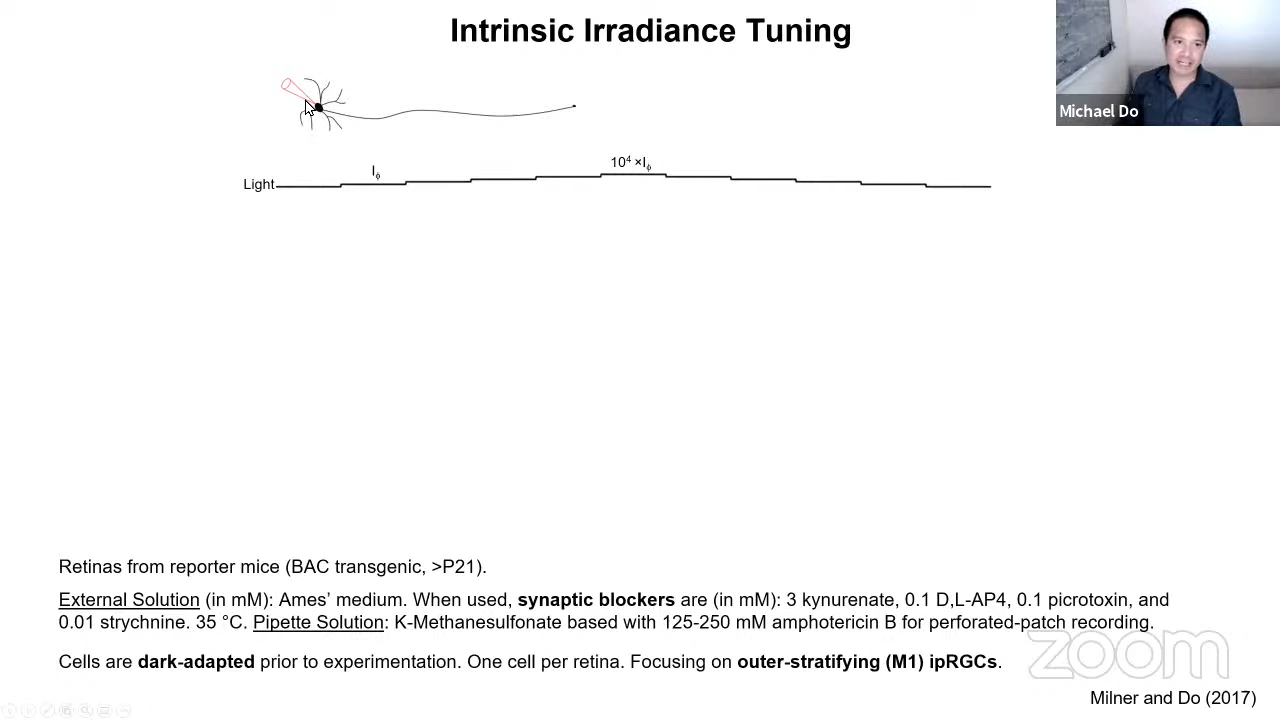 Intrinsic Irradiance Tuning
Michael Do
Iϕ
10⁴ ×Iϕ
Light
Retinas from reporter mice (BAC transgenic, >P21).
External Solution (in mM): Ames’ medium. When used, synaptic blockers are (in mM): 3 kynurenate, 0.1 D,L-AP4, 0.1 picrotoxin, and
0.01 strychnine. 35 °C. Pipette Solution: K-Methanesulfonate based with 125-250 mM amphotericin B for perforated-patch recording.
Cells are dark-adapted prior to experimentation. One cell per retina. Focusing on outer-stratifying (M1) ipRGCs.
zoom
Milner and Do (2017)